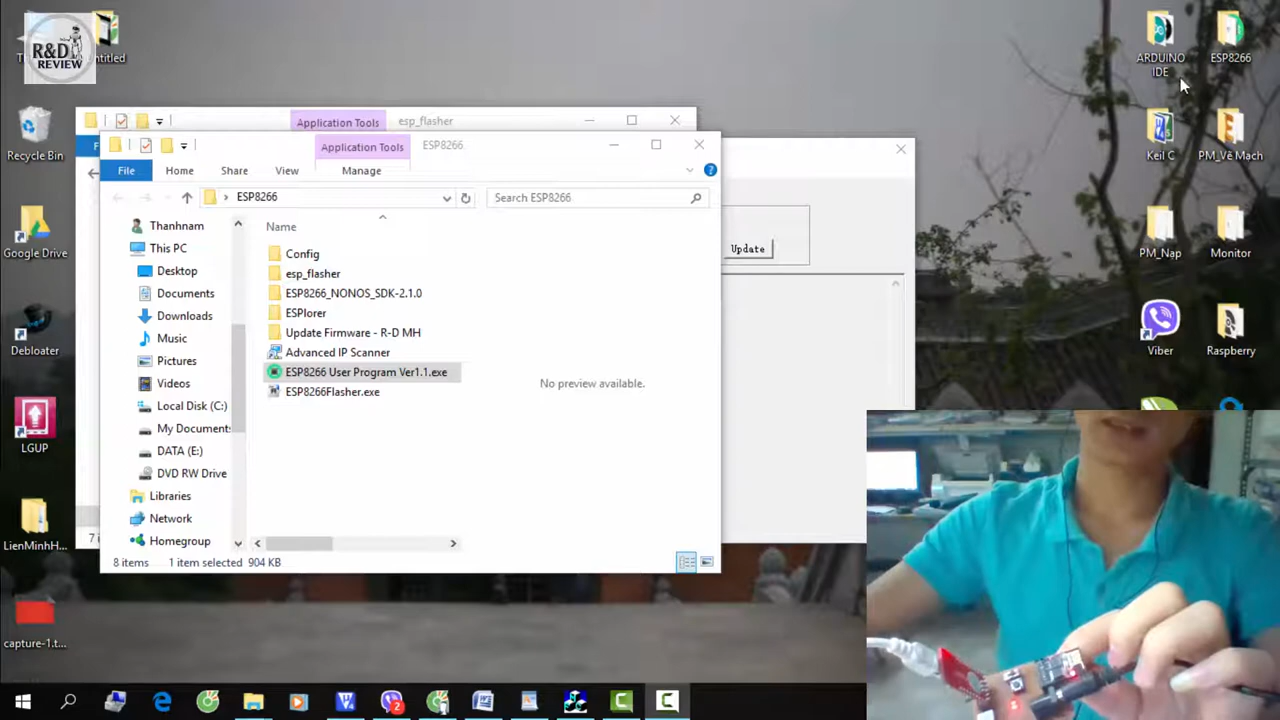 R&D
REVIEW
Untitled
ARDUINO
IDE
ESP8266
Recycle Bin
Google Drive
Debloater
LGUP
LienMinhH...
capture-1.t...
Keil C
PM_Vẽ Mach
PM_Nap
Monitor
Viber
Raspberry
Application Tools
esp_flasher
F
Application Tools
ESP8266
File
Home
Share
View
Manage
ESP8266
Search ESP8266
Name
Thanhnam
This PC
Desktop
Documents
Downloads
Music
Pictures
Videos
Local Disk (C:)
My Document:
DATA (E:)
DVD RW Drive
Libraries
Network
Homegroup
Config
esp_flasher
ESP8266_NONOS_SDK-2.1.0
ESPlorer
Update Firmware - R-D MH
Advanced IP Scanner
ESP8266 User Program Ver1.1.exe
ESP8266Flasher.exe
No preview available.
8 items
1 item selected 904 KB
7 i
Update
2
1